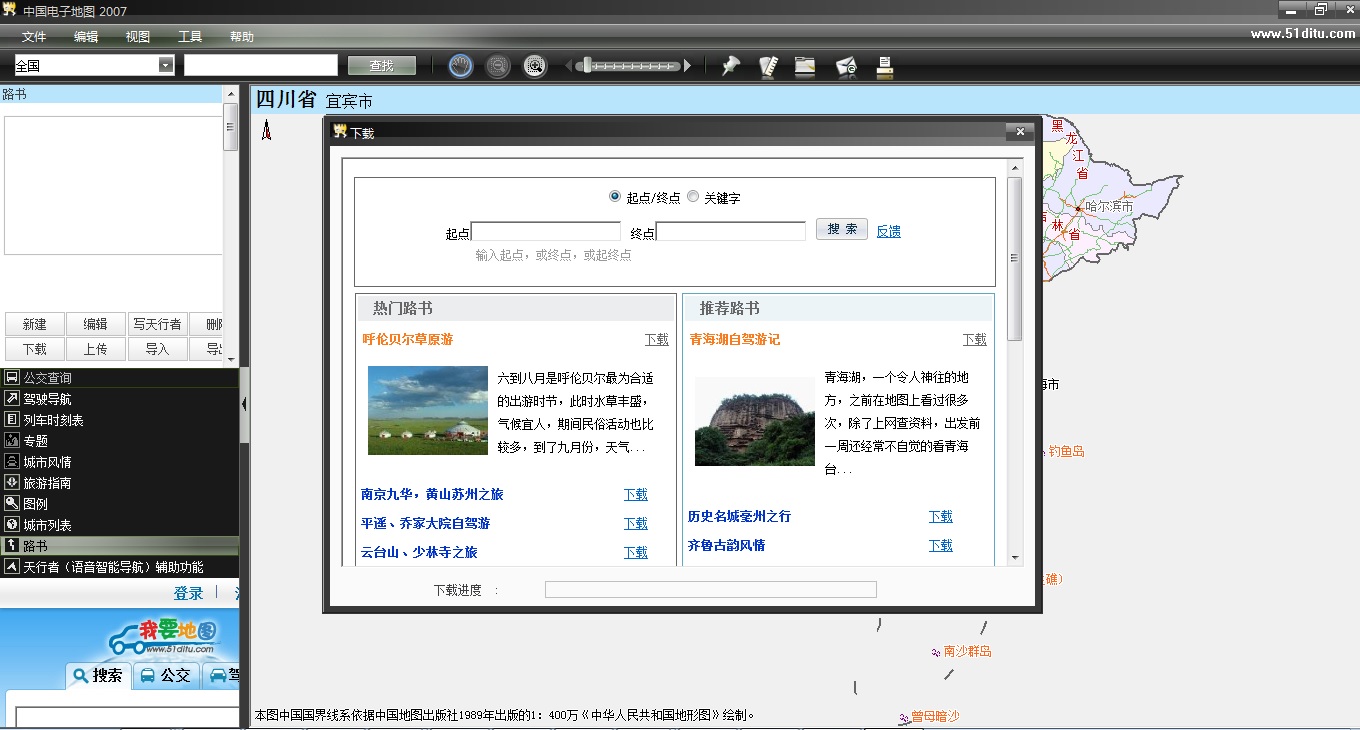 中国电子地图 2007
文件 编辑 视图 工具 帮助
www.51ditu.com
全国 查找
路书
新建 编辑 写天行者
下载 上传 导入
公交查询
驾驶导航
列车时刻表
专题
城市风情
旅游指南
图例
城市列表
路书
天行者（语音智能导航）辅助功能
登录
我要地图
www.51ditu.com
搜索 公交 驾
四川省 宜宾市
下载
起点/终点 关键字
起点 终点 搜 索 反馈
输入起点，或终点，或起终点
热门路书
呼伦贝尔草原游 下载
六到八月是呼伦贝尔最为合适
的出游时节，此时水草丰盛，
气候宜人，期间民俗活动也比
较多，到了九月份，天气...
南京九华，黄山苏州之旅 下载
平遥、乔家大院自驾游 下载
云台山、少林寺之旅 下载
推荐路书
青海湖自驾游记 下载
青海湖，一个令人神往的地
方，之前在地图上看过很多
次，除了上网查资料，出发前
一周还经常不自觉的看青海
台...
历史名城亳州之行 下载
齐鲁古韵风情 下载
下载进度 :
黑龙江省
哈尔滨市
吉林省
海市
钓鱼岛
礁）
南沙群岛
曾母暗沙
本图中国国界线系依据中国地图出版社1989年出版的1：400万《中华人民共和国地形图》绘制。